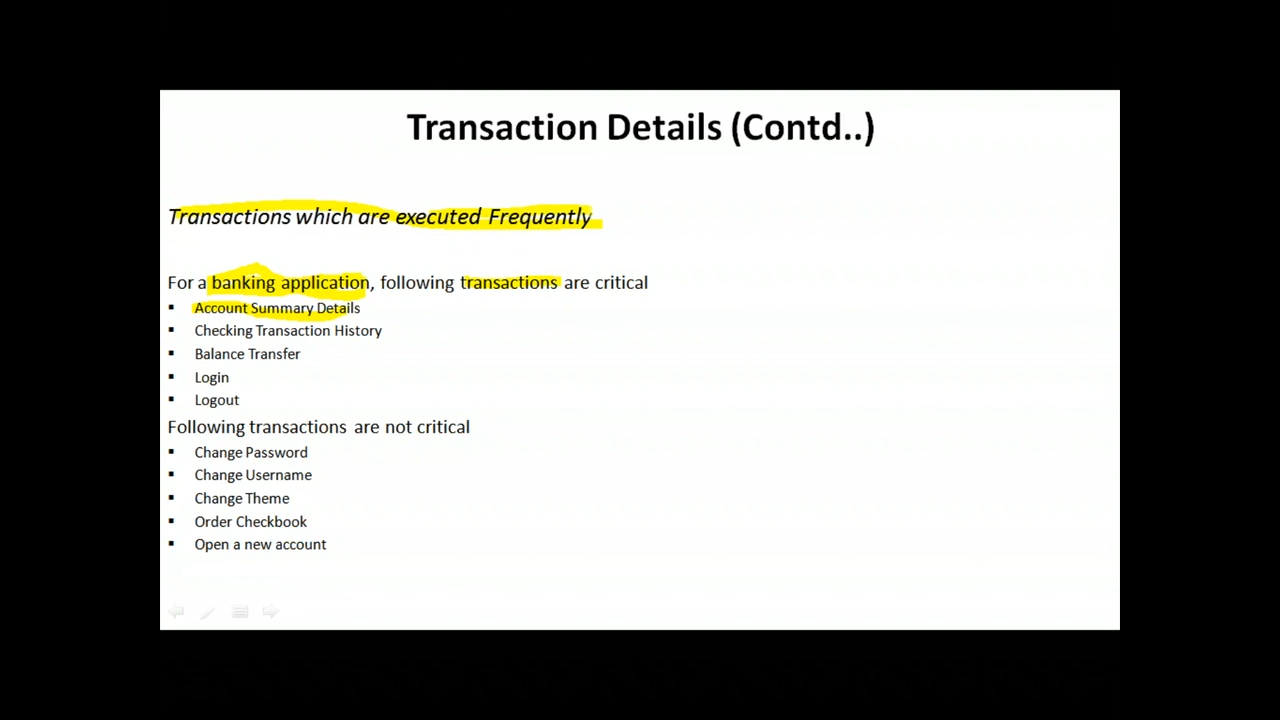 Transaction Details (Contd..)
Transactions which are executed Frequently
For a banking application, following transactions are critical
▪ Account Summary Details
▪ Checking Transaction History
▪ Balance Transfer
▪ Login
▪ Logout
Following transactions are not critical
▪ Change Password
▪ Change Username
▪ Change Theme
▪ Order Checkbook
▪ Open a new account